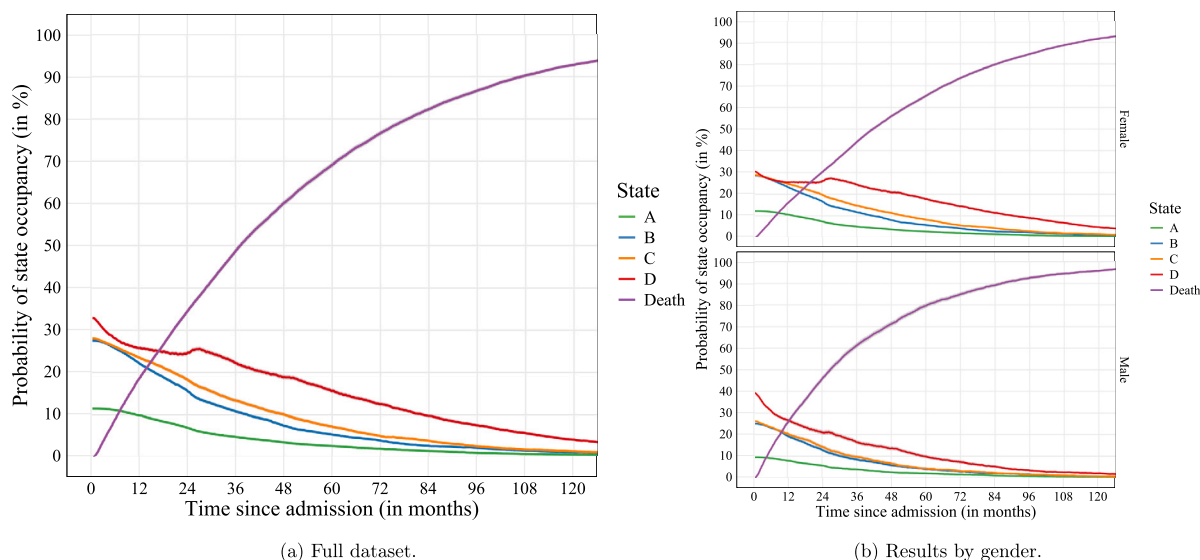 Probability of state occupancy (in %)
100
90
80
70
60
50
40
30
20
10
0
0 12 24 36 48 60 72 84 96 108 120
Time since admission (in months)
State
A
B
C
D
Death
(a) Full dataset.
Probability of state occupancy (in %)
100
90
80
70
60
50
40
30
20
10
0
Female
100
90
80
70
60
50
40
30
20
10
0
Male
0 12 24 36 48 60 72 84 96 108 120
Time since admission (in months)
State
A
B
C
D
Death
(b) Results by gender.